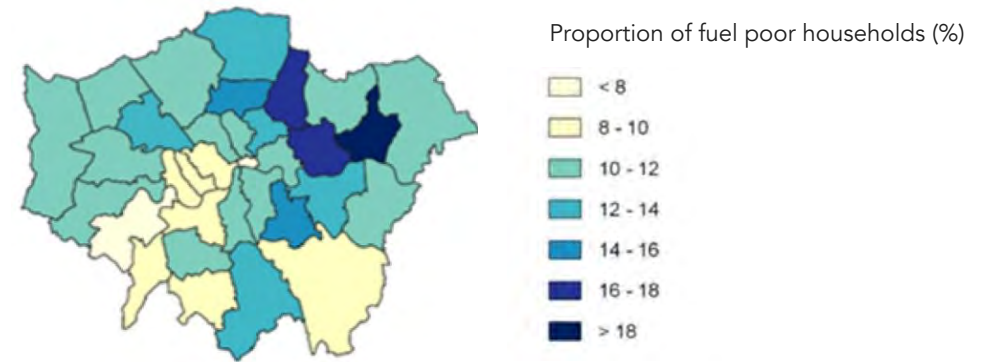 Proportion of fuel poor households (%)
< 8
8 - 10
10 - 12
12 - 14
14 - 16
16 - 18
> 18